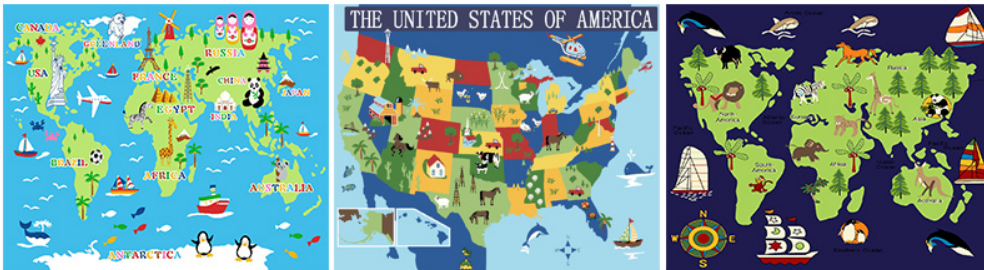 CANADA
GREENLAND
RUSSIA
USA
FRANCE
CHINA
JAPAN
EGYPT
INDIA
BRAZIL
AFRICA
AUSTRALIA
ANTARCTICA
THE UNITED STATES OF AMERICA
Russia
North
America
Asia
South
America
Africa
Australia
N
W
E
S